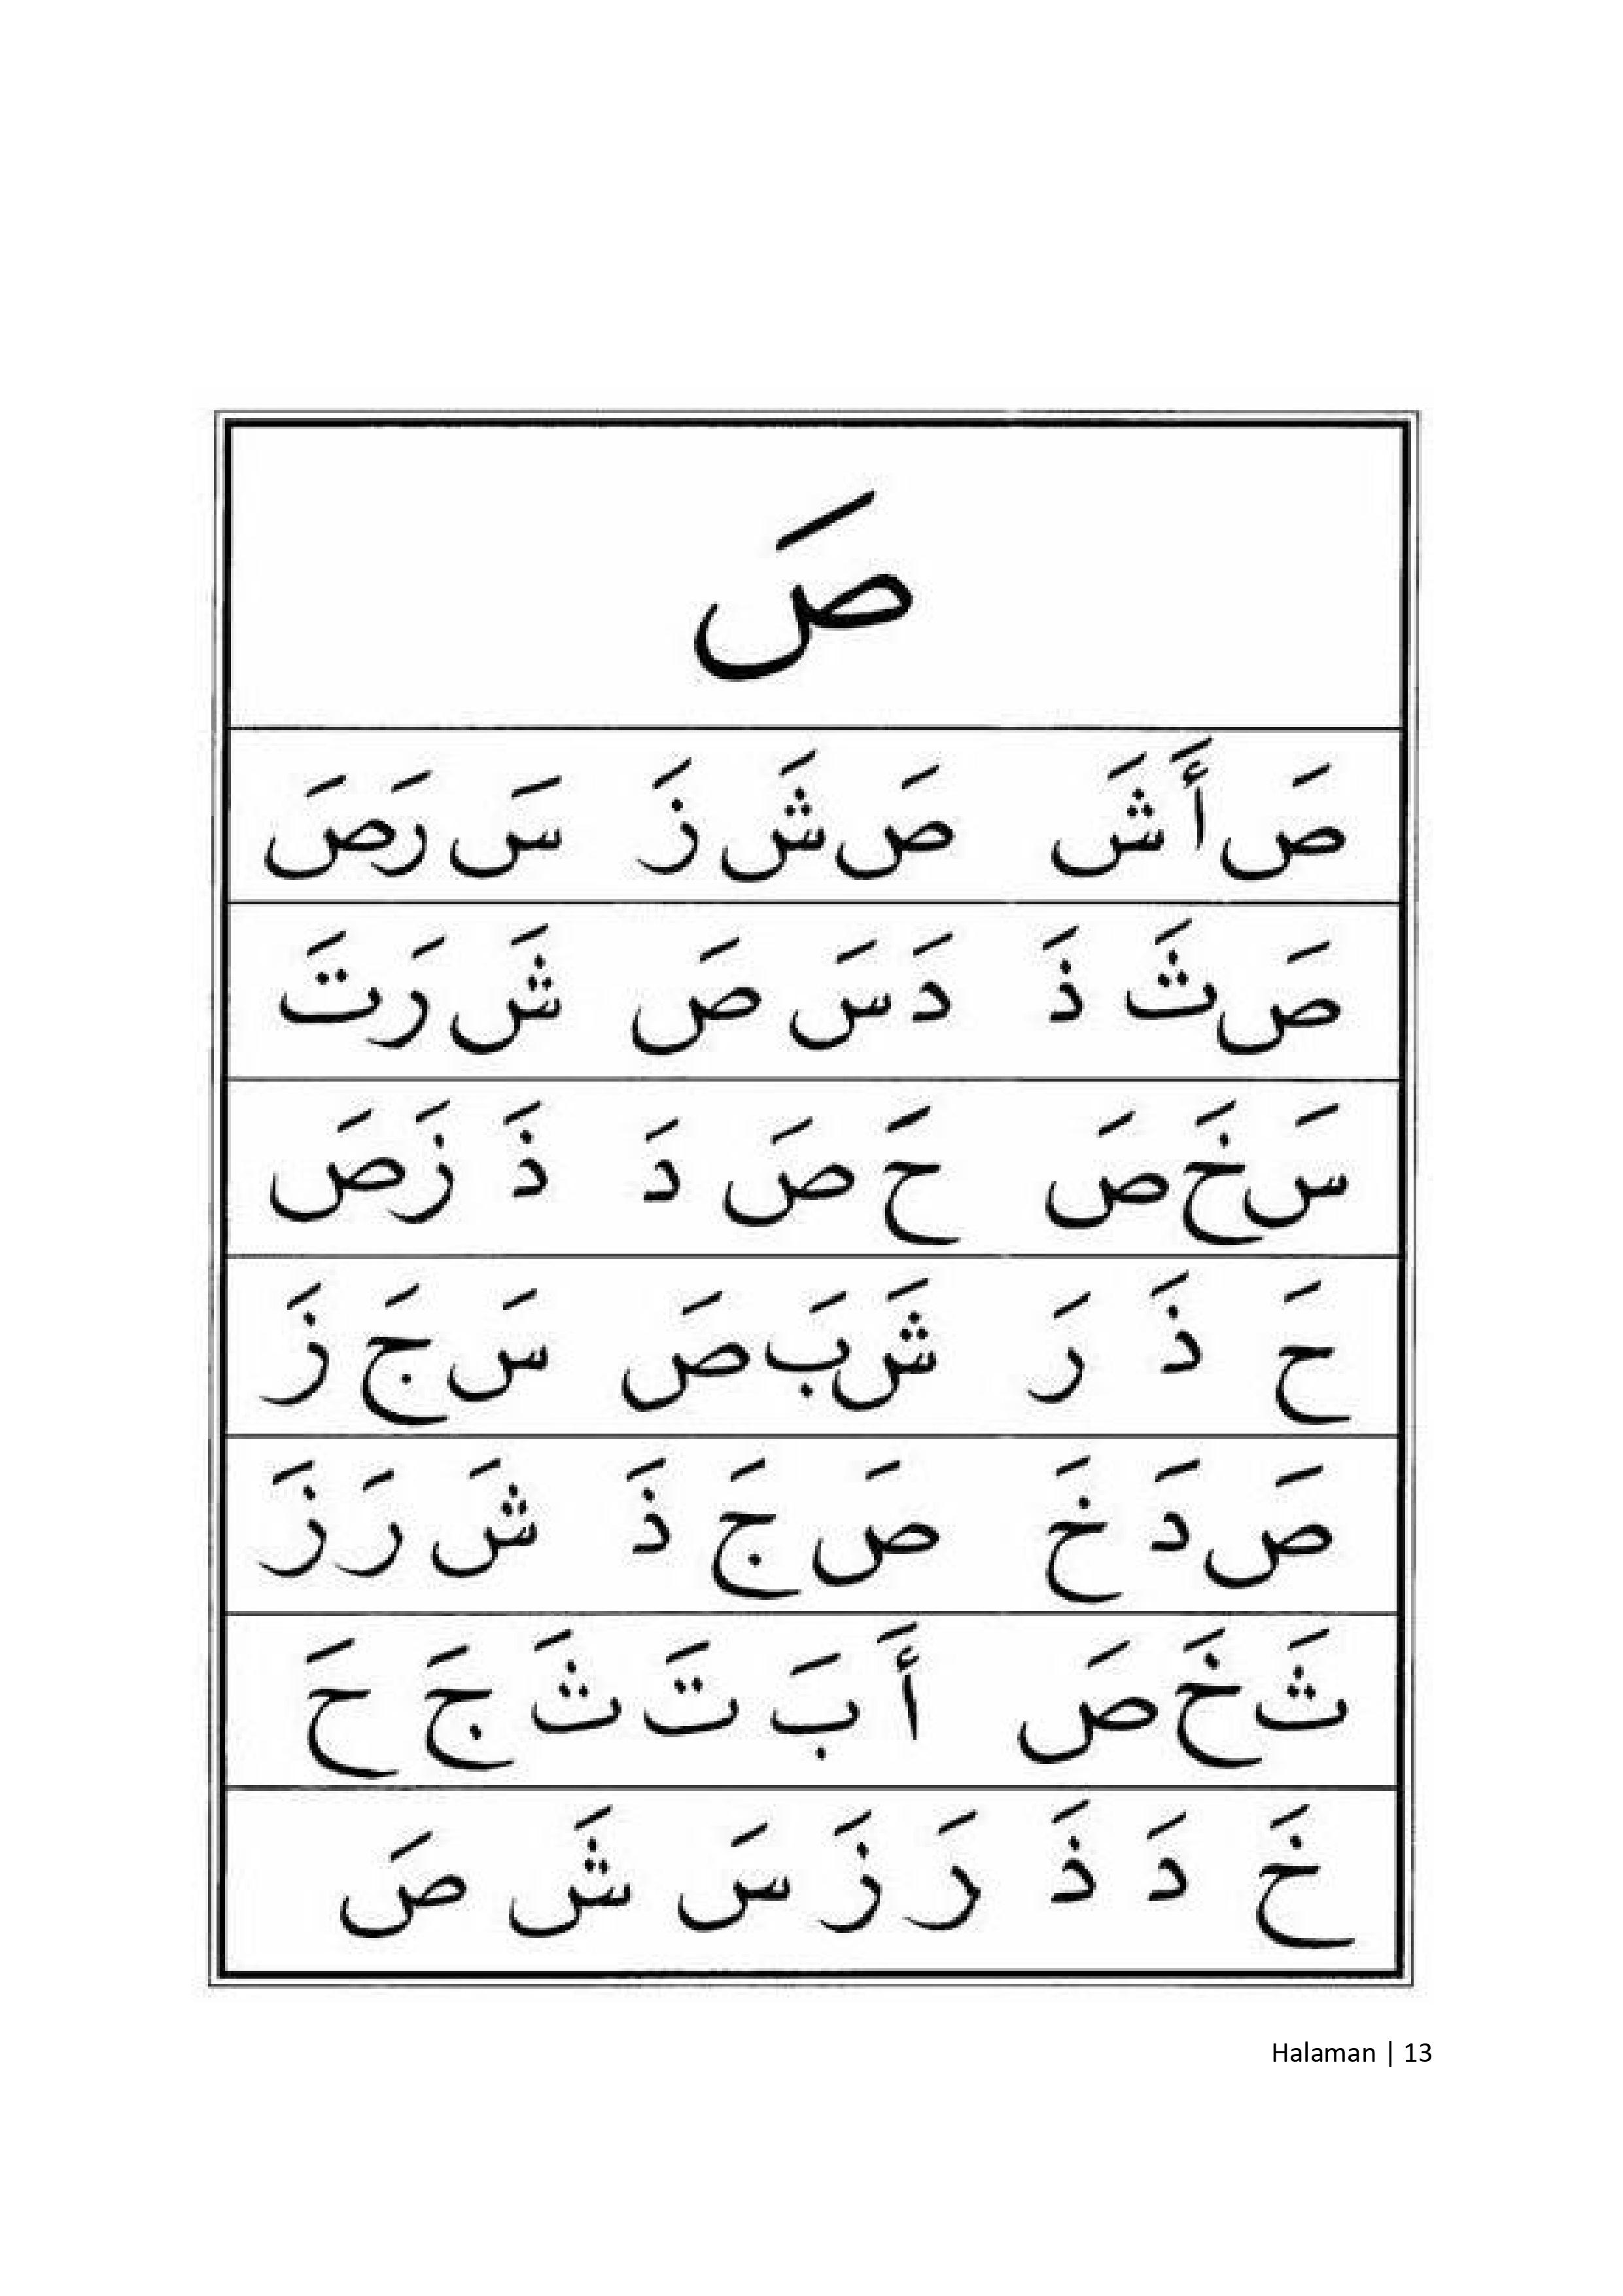 صَ
صَ أَ شَ صَ شَ زَ سَ رَ صَ
صَ ثَ ذَ دَ سَ صَ شَ رَ تَ
سَ خَ صَ حَ صَ دَ ذَ زَ صَ
حَ ذَ رَ شَ بَ صَ سَ جَ زَ
صَ دَ خَ صَ جَ ذَ شَ رَ زَ
ثَ خَ صَ أَ بَ تَ ثَ جَ حَ
خَ دَ ذَ رَ زَ سَ شَ صَ
Halaman | 13